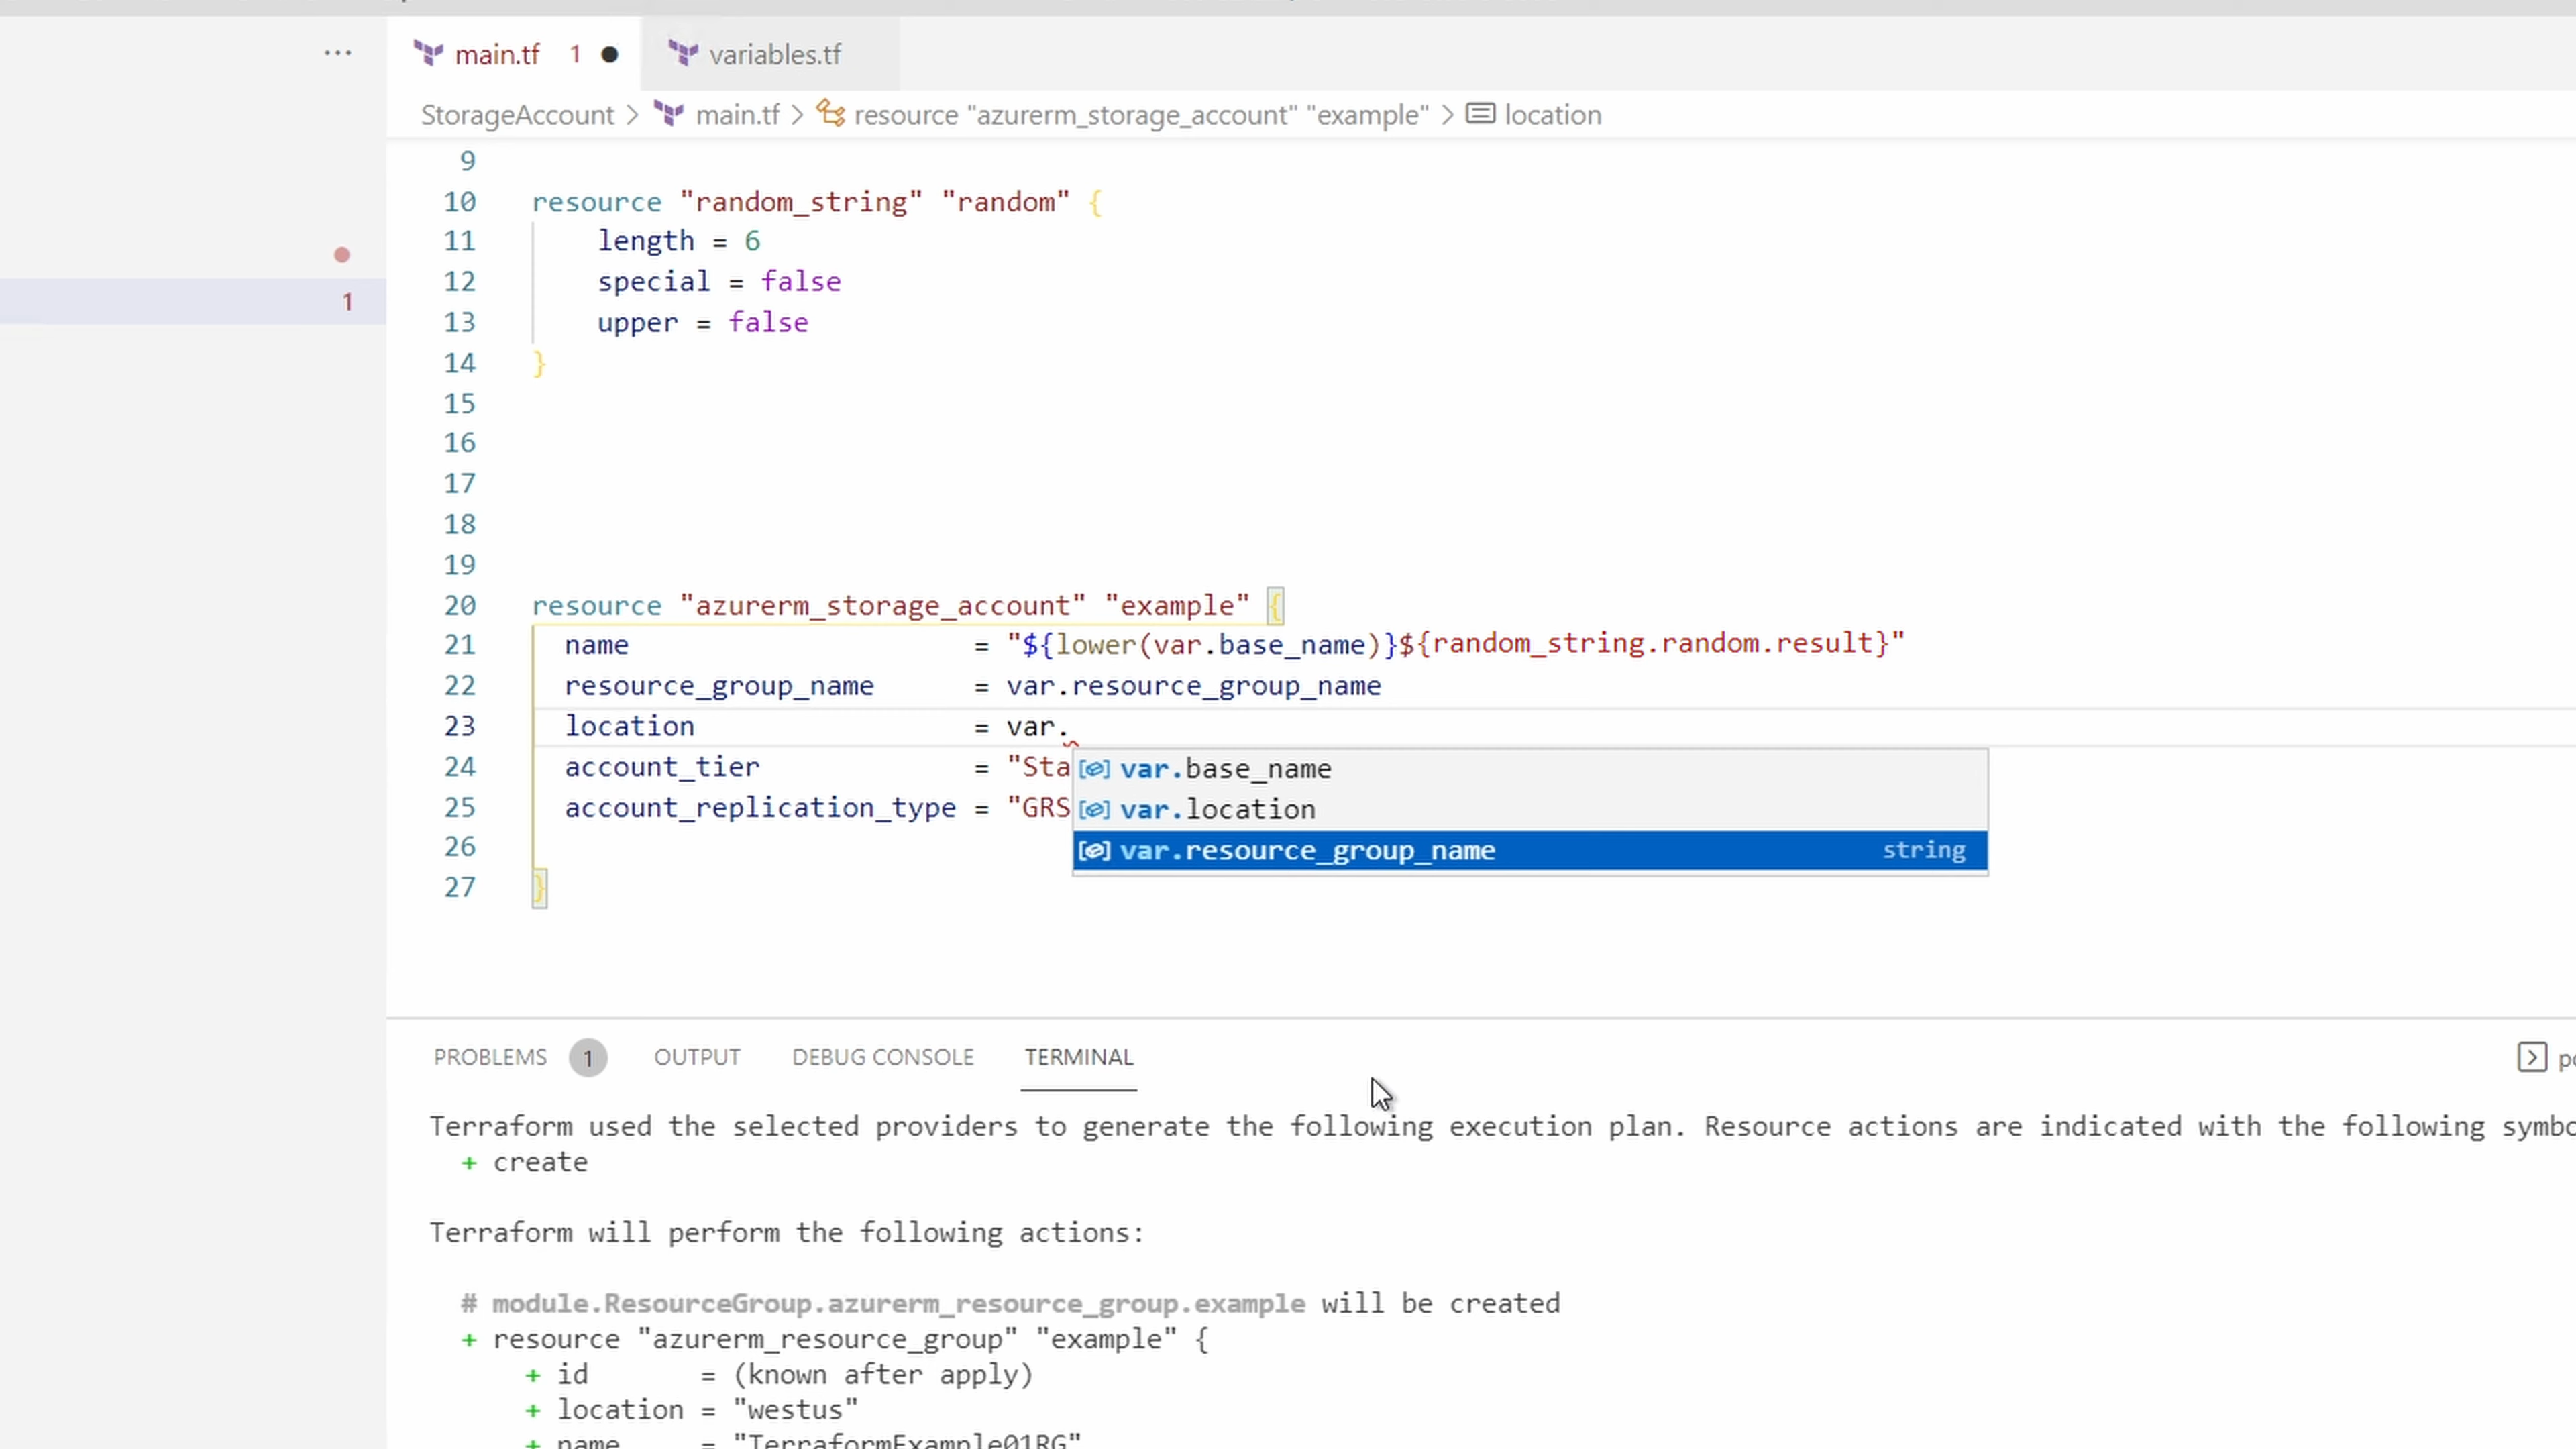 main.tf 1 variables.tf
StorageAccount > main.tf > resource "azurerm_storage_account" "example" > location
9
10 resource "random_string" "random" {
11 length = 6
12 special = false
13 upper = false
14 }
15
16
17
18
19
20 resource "azurerm_storage_account" "example" {
21 name = "${lower(var.base_name)}${random_string.random.result}"
22 resource_group_name = var.resource_group_name
23 location = var.
24 account_tier = "Sta
25 account_replication_type = "GRS
26
27 }
var.base_name
var.location
var.resource_group_name string
1
PROBLEMS 1 OUTPUT DEBUG CONSOLE TERMINAL
Terraform used the selected providers to generate the following execution plan. Resource actions are indicated with the following symbo
+ create
Terraform will perform the following actions:
# module.ResourceGroup.azurerm_resource_group.example will be created
+ resource "azurerm_resource_group" "example" {
+ id = (known after apply)
+ location = "westus"
+ name = "TerraformExample01RG"